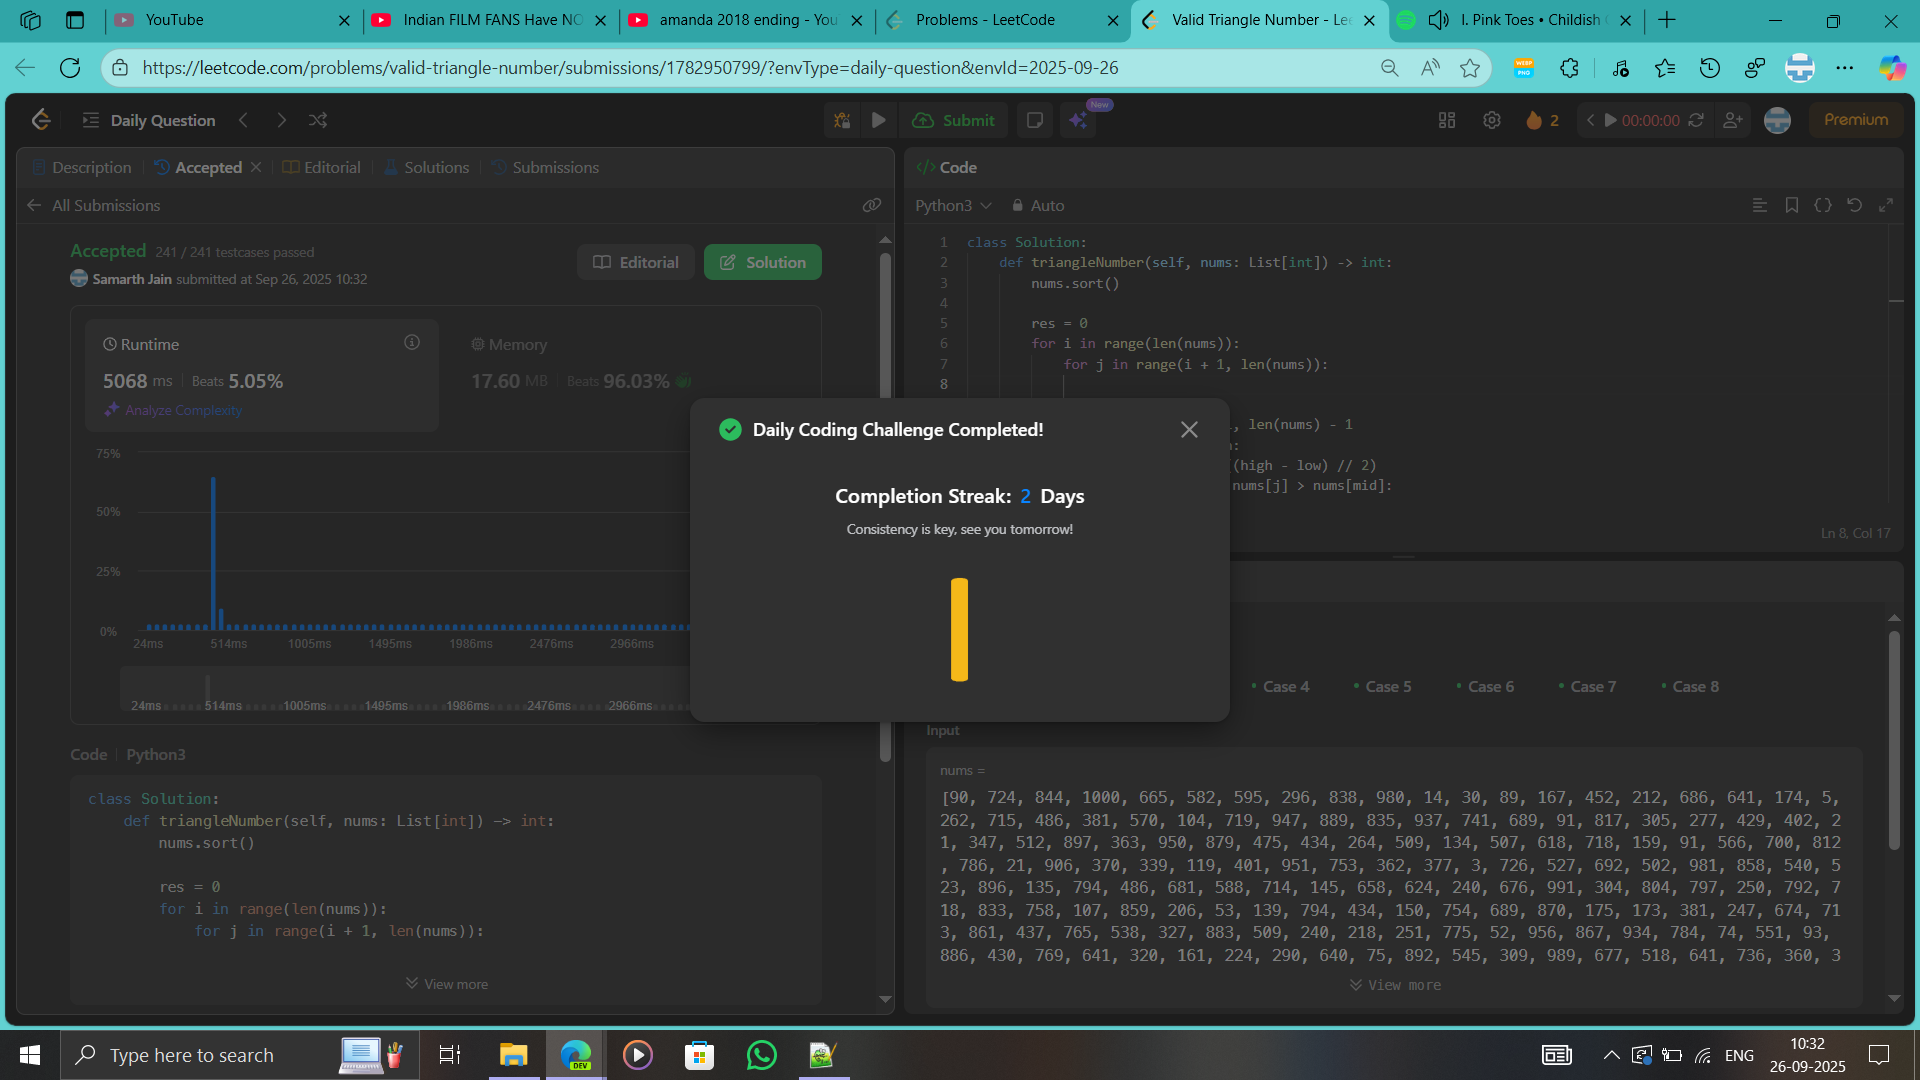 YouTube
Indian FILM FANS Have NO
amanda 2018 ending - You
Problems - LeetCode
Valid Triangle Number - Lee
I. Pink Toes • Childish G
https://leetcode.com/problems/valid-triangle-number/submissions/1782950799/?envType=daily-question&envId=2025-09-26
Daily Question
Submit
New
2
00:00:00
Premium
Description
Accepted
Editorial
Solutions
Submissions
All Submissions
Accepted 241 / 241 testcases passed
Samarth Jain submitted at Sep 26, 2025 10:32
Editorial
Solution
Runtime
5068 ms Beats 5.05%
Analyze Complexity
Memory
17.60 MB Beats 96.03%
75%
50%
25%
0%
24ms 514ms 1005ms 1495ms 1986ms 2476ms 2966ms
24ms 514ms 1005ms 1495ms 1986ms 2476ms 2966ms
Code Python3
class Solution:
def triangleNumber(self, nums: List[int]) -> int:
nums.sort()
res = 0
for i in range(len(nums)):
for j in range(i + 1, len(nums)):
View more
Daily Coding Challenge Completed!
Completion Streak: 2 Days
Consistency is key, see you tomorrow!
</> Code
Python3
Auto
1 class Solution:
2 def triangleNumber(self, nums: List[int]) -> int:
3 nums.sort()
4
5 res = 0
6 for i in range(len(nums)):
7 for j in range(i + 1, len(nums)):
8
, len(nums) - 1
:
(high - low) // 2)
nums[j] > nums[mid]:
Ln 8, Col 17
Case 4
Case 5
Case 6
Case 7
Case 8
Input
nums =
[90, 724, 844, 1000, 665, 582, 595, 296, 838, 980, 14, 30, 89, 167, 452, 212, 686, 641, 174, 5,
262, 715, 486, 381, 570, 104, 719, 947, 889, 835, 937, 741, 689, 91, 817, 305, 277, 429, 402, 2
1, 347, 512, 897, 363, 950, 879, 475, 434, 264, 509, 134, 507, 618, 718, 159, 91, 566, 700, 812
, 786, 21, 906, 370, 339, 119, 401, 951, 753, 362, 377, 3, 726, 527, 692, 502, 981, 858, 540, 5
23, 896, 135, 794, 486, 681, 588, 714, 145, 658, 624, 240, 676, 991, 304, 804, 797, 250, 792, 7
18, 833, 758, 107, 859, 206, 53, 139, 794, 434, 150, 754, 689, 870, 175, 173, 381, 247, 674, 71
3, 861, 437, 765, 538, 327, 883, 509, 240, 218, 251, 775, 52, 956, 867, 934, 784, 74, 551, 93,
886, 430, 769, 641, 320, 161, 224, 290, 640, 75, 892, 545, 309, 989, 677, 518, 641, 736, 360, 3
View more
Type here to search
DEV
ENG
10:32
26-09-2025